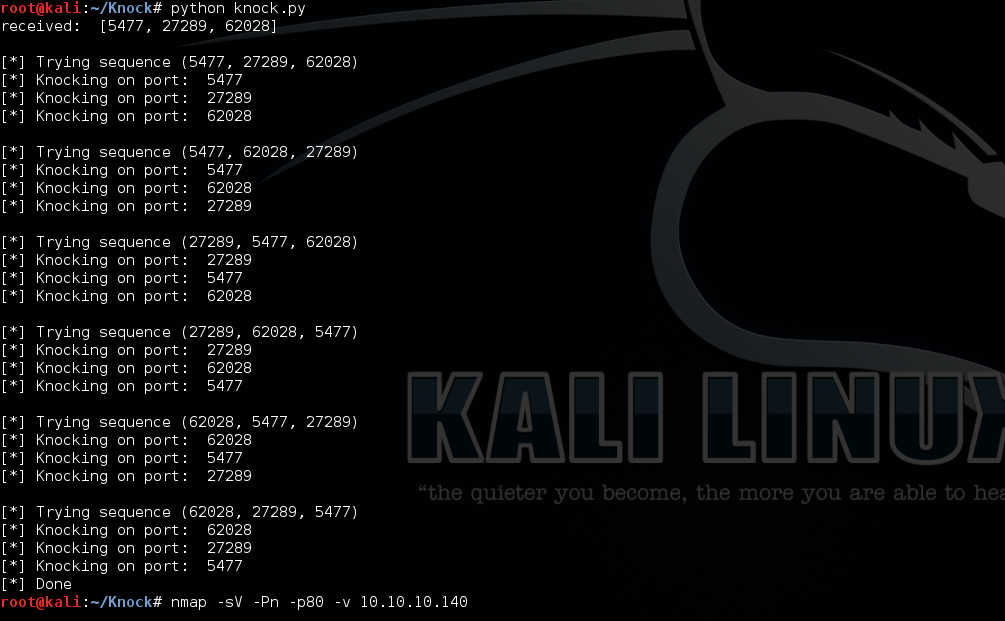 root@kali:~/Knock# python knock.py
received:  [5477, 27289, 62028]
[*] Trying sequence (5477, 27289, 62028)
[*] Knocking on port:  5477
[*] Knocking on port:  27289
[*] Knocking on port:  62028
[*] Trying sequence (5477, 62028, 27289)
[*] Knocking on port:  5477
[*] Knocking on port:  62028
[*] Knocking on port:  27289
[*] Trying sequence (27289, 5477, 62028)
[*] Knocking on port:  27289
[*] Knocking on port:  5477
[*] Knocking on port:  62028
[*] Trying sequence (27289, 62028, 5477)
[*] Knocking on port:  27289
[*] Knocking on port:  62028
[*] Knocking on port:  5477
[*] Trying sequence (62028, 5477, 27289)
[*] Knocking on port:  62028
[*] Knocking on port:  5477
[*] Knocking on port:  27289
[*] Trying sequence (62028, 27289, 5477)
[*] Knocking on port:  62028
[*] Knocking on port:  27289
[*] Knocking on port:  5477
[*] Done
root@kali:~/Knock# nmap -sV -Pn -p80 -v 10.10.10.140
KALI LINUX
“the quieter you become, the more you are able to hea